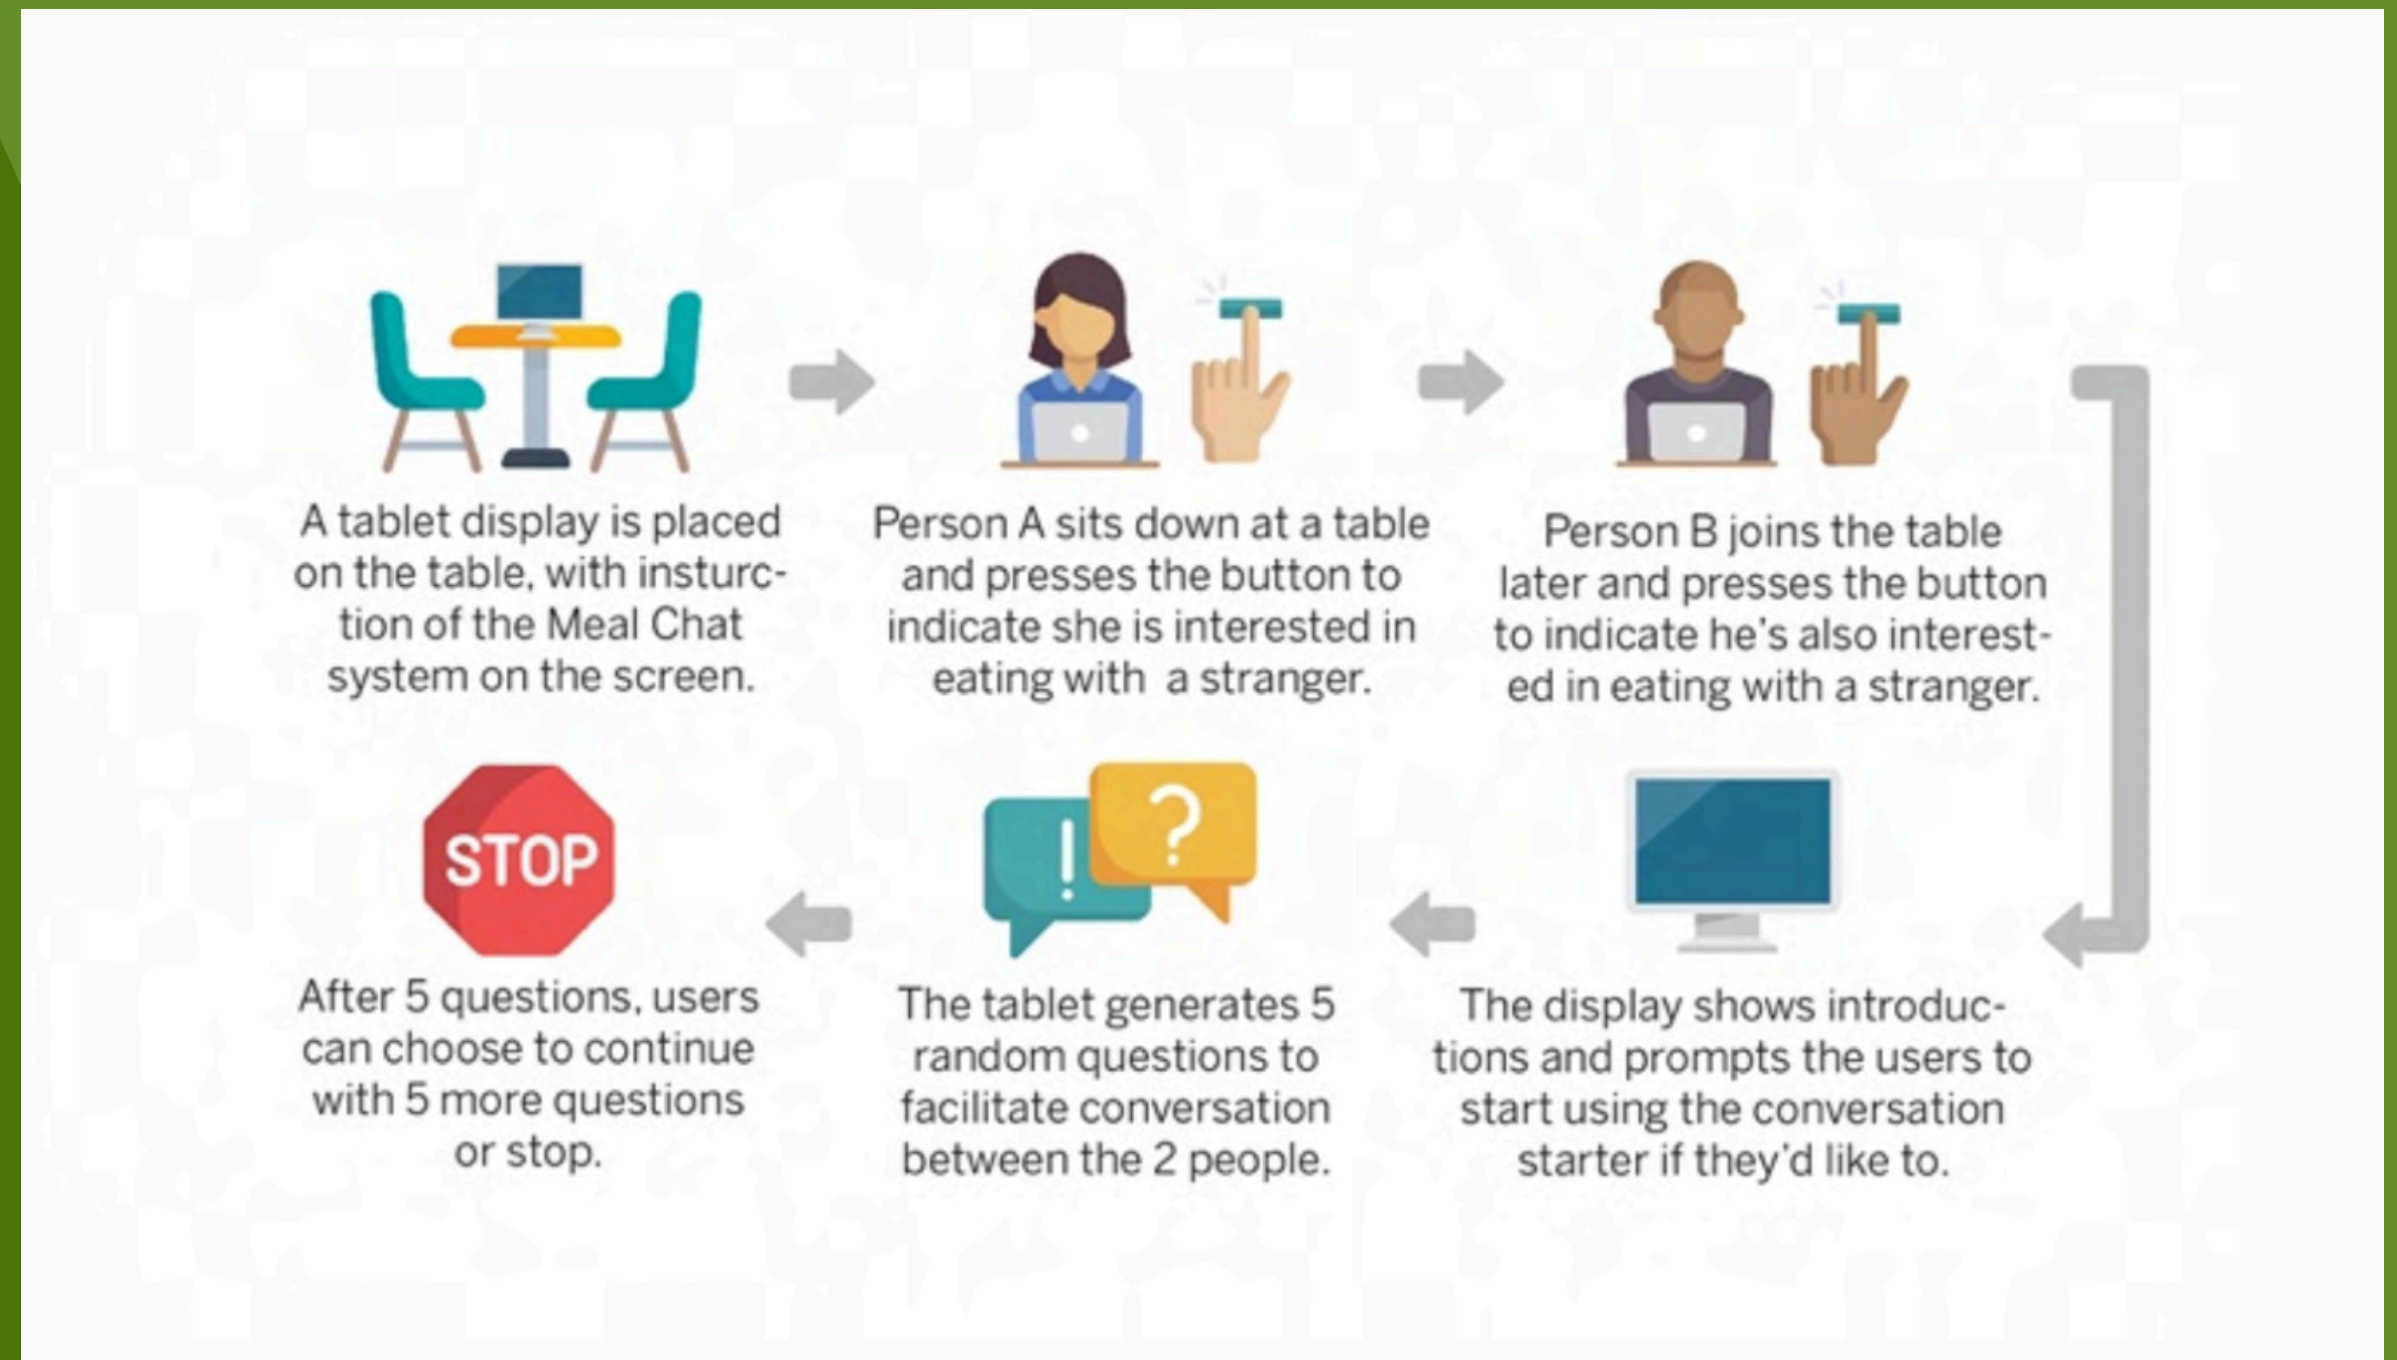 A tablet display is placed
on the table, with insturc-
tion of the Meal Chat
system on the screen.
Person A sits down at a table
and presses the button to
indicate she is interested in
eating with a stranger.
Person B joins the table
later and presses the button
to indicate he's also interest-
ed in eating with a stranger.
The display shows introduc-
tions and prompts the users to
start using the conversation
starter if they'd like to.
! ?
The tablet generates 5
random questions to
facilitate conversation
between the 2 people.
STOP
After 5 questions, users
can choose to continue
with 5 more questions
or stop.